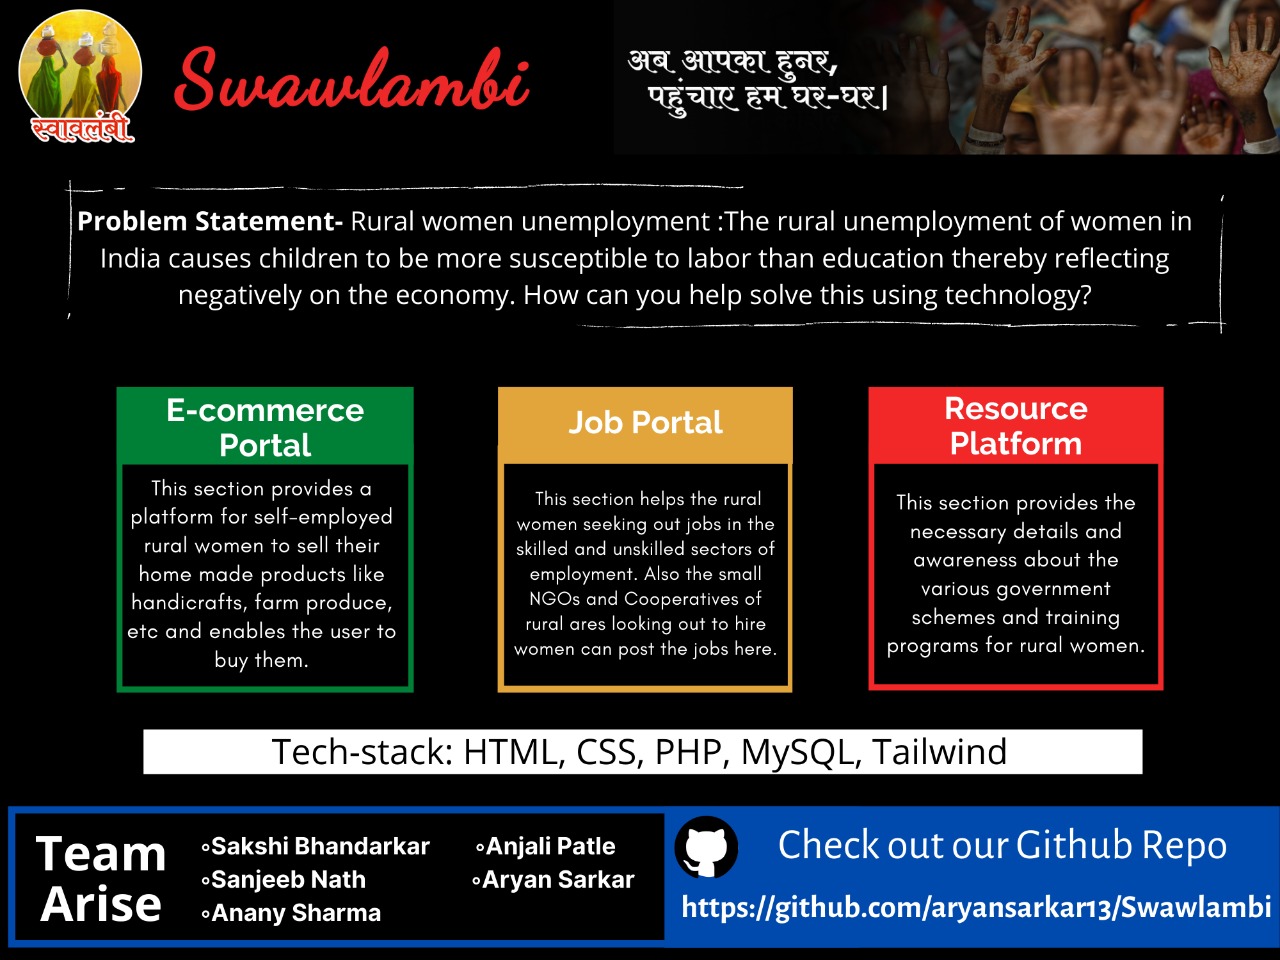 स्वावलंबी
Swawlambi
अब आपका हुनर,
पहुंचाए हम घर-घर|
Problem Statement- Rural women unemployment :The rural unemployment of women in
India causes children to be more susceptible to labor than education thereby reflecting
negatively on the economy. How can you help solve this using technology?
E-commerce
Portal
This section provides a
platform for self-employed
rural women to sell their
home made products like
handicrafts, farm produce,
etc and enables the user to
buy them.
Job Portal
This section helps the rural
women seeking out jobs in the
skilled and unskilled sectors of
employment. Also the small
NGOs and Cooperatives of
rural ares looking out to hire
women can post the jobs here.
Resource
Platform
This section provides the
necessary details and
awareness about the
various government
schemes and training
programs for rural women.
Tech-stack: HTML, CSS, PHP, MySQL, Tailwind
Team
Arise
∘Sakshi Bhandarkar
∘Sanjeeb Nath
∘Anany Sharma
∘Anjali Patle
∘Aryan Sarkar
Check out our Github Repo
https://github.com/aryansarkar13/Swawlambi